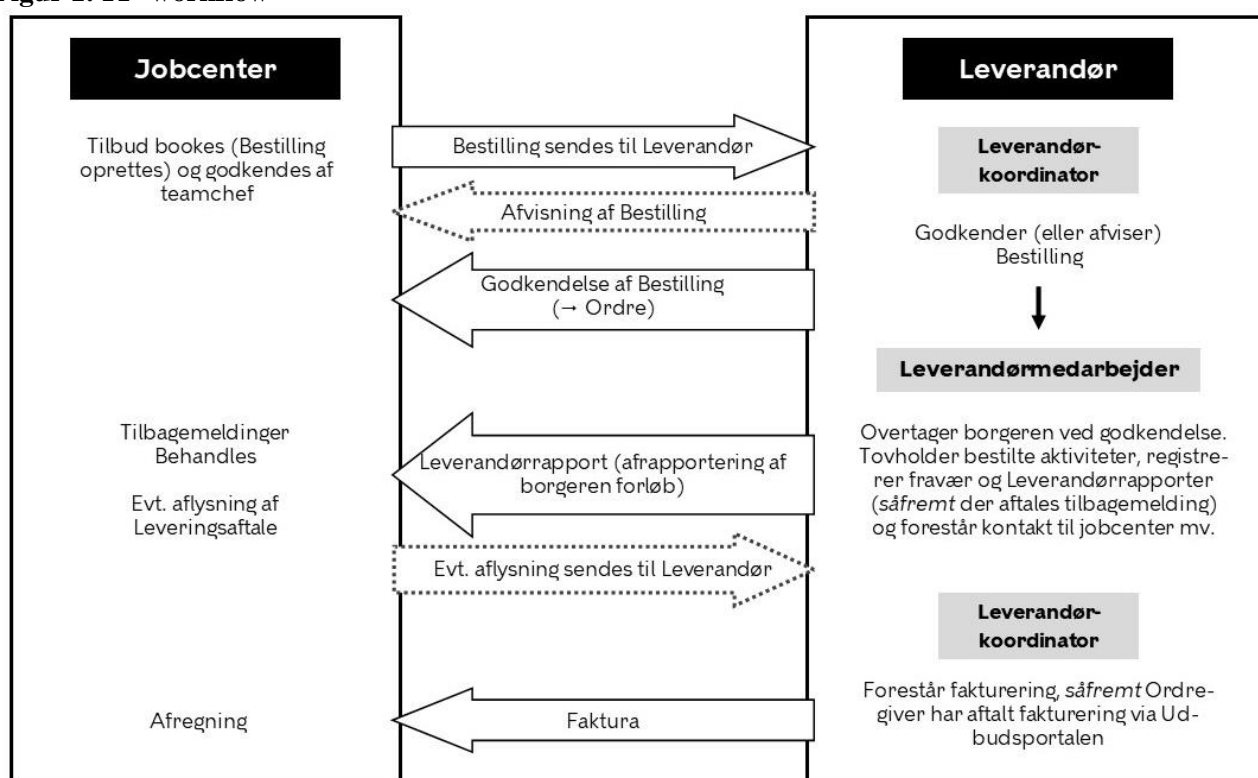 Jobcenter
Tilbud bookes (Bestilling
oprettes) og godkendes af
teamchef
Bestilling sendes til Leverandør
Afvisning af Bestilling
Godkendelse af Bestilling
(→ Ordre)
Leverandør
Leverandør-
koordinator
Godkender (eller afviser)
Bestilling
Leverandørmedarbejder
Tilbagemeldinger
Behandles
Evt. aflysning af
Leveringsaftale
Leverandørrapport (afrapportering af
borgeren forløb)
Overtager borgeren ved godkendelse.
Tovholder bestilte aktiviteter, registre-
rer fravær og Leverandørrapporter
(såfremt der aftales tilbagemelding)
og forestår kontakt til jobcenter mv.
Evt. aflysning sendes til Leverandør
Leverandør-
koordinator
Afregning
Faktura
Forestår fakturering, såfremt Ordre-
giver har aftalt fakturering via Ud-
budsportalen